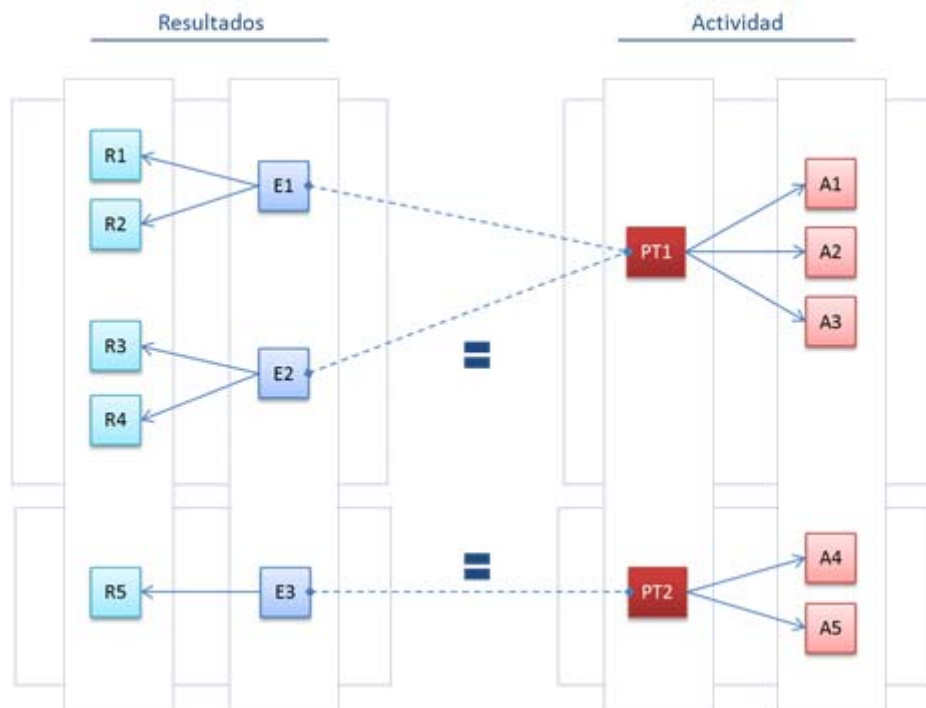 Resultados
Actividad
R1
E1
A1
R2
PT1
A2
A3
R3
E2
R4
A4
R5
E3
PT2
A5